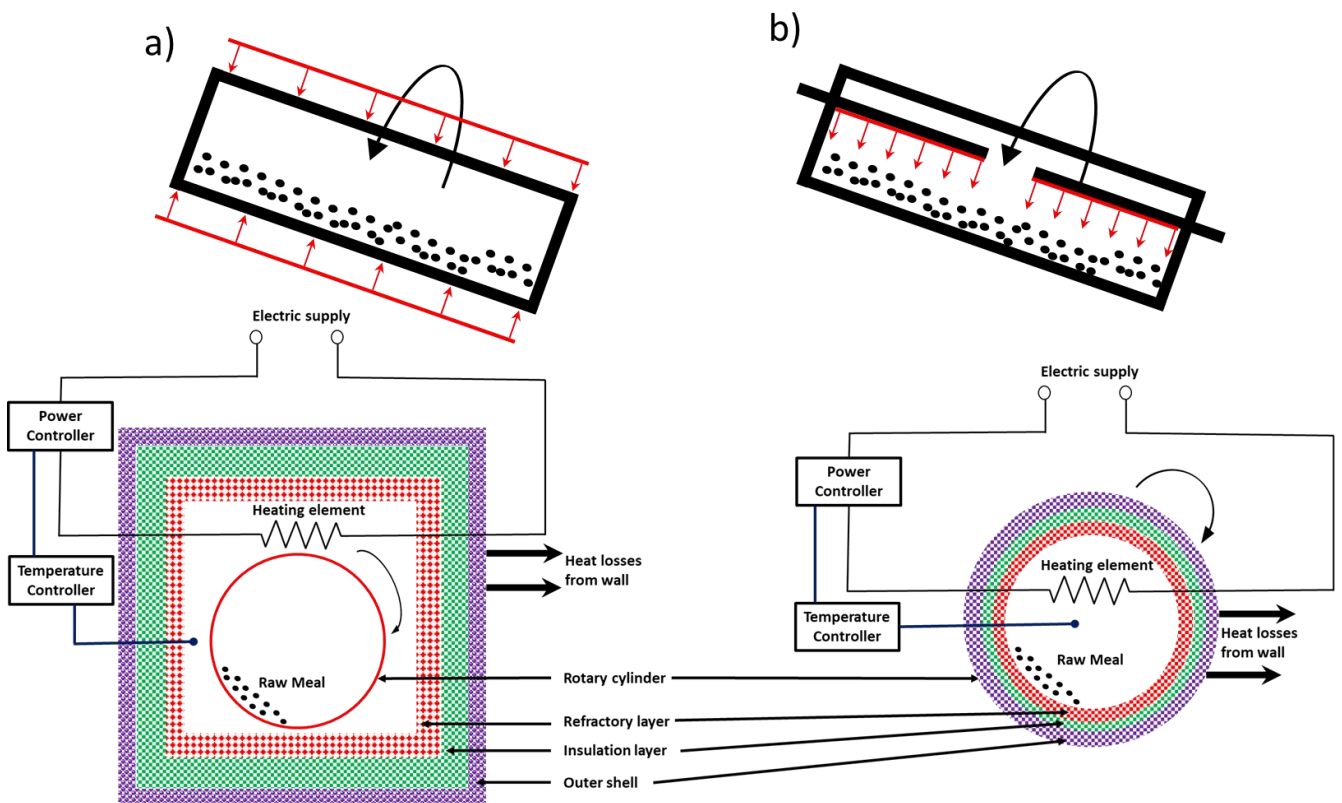 a)
b)
Electric supply
Power
Controller
Heating element
Temperature
Controller
Raw Meal
Heat losses
from wall
Electric supply
Power
Controller
Heating element
Temperature
Controller
Raw Meal
Heat losses
from wall
Rotary cylinder
Refractory layer
Insulation layer
Outer shell